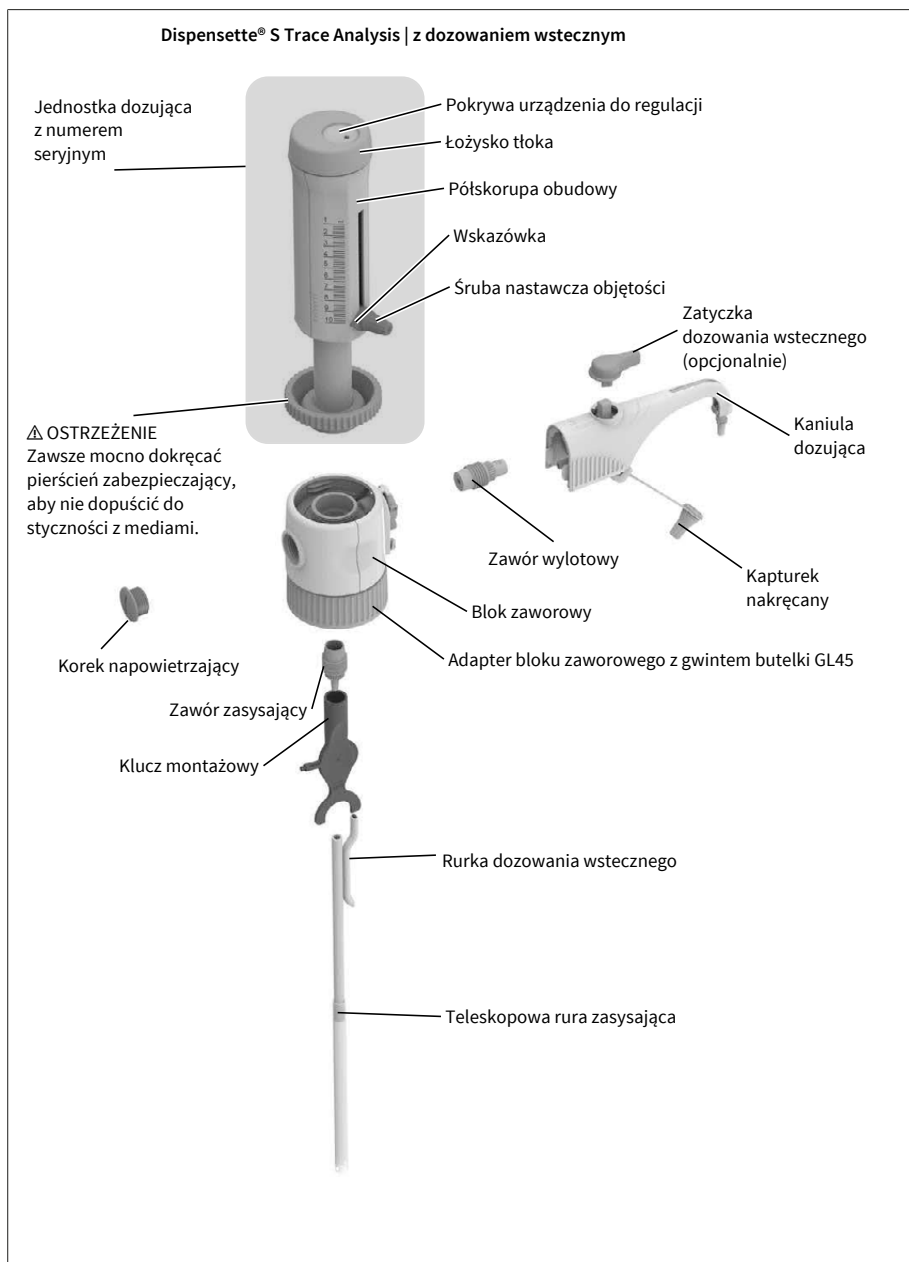 Dispensette® S Trace Analysis | z dozowaniem wstecznym
Jednostka dozująca
z numerem
seryjnym
Pokrywa urządzenia do regulacji
Łożysko tłoka
Półskorupa obudowy
Wskazówka
Śruba nastawcza objętości
Zatyczka
dozowania wstecznego
(opcjonalnie)
Kaniula
dozująca
⚠ OSTRZEŻENIE
Zawsze mocno dokręcać
pierścień zabezpieczający,
aby nie dopuścić do
styczności z mediami.
Zawór wylotowy
Kapturek
nakręcany
Blok zaworowy
Korek napowietrzający
Adapter bloku zaworowego z gwintem butelki GL45
Zawór zasysający
Klucz montażowy
Rurka dozowania wstecznego
Teleskopowa rura zasysająca